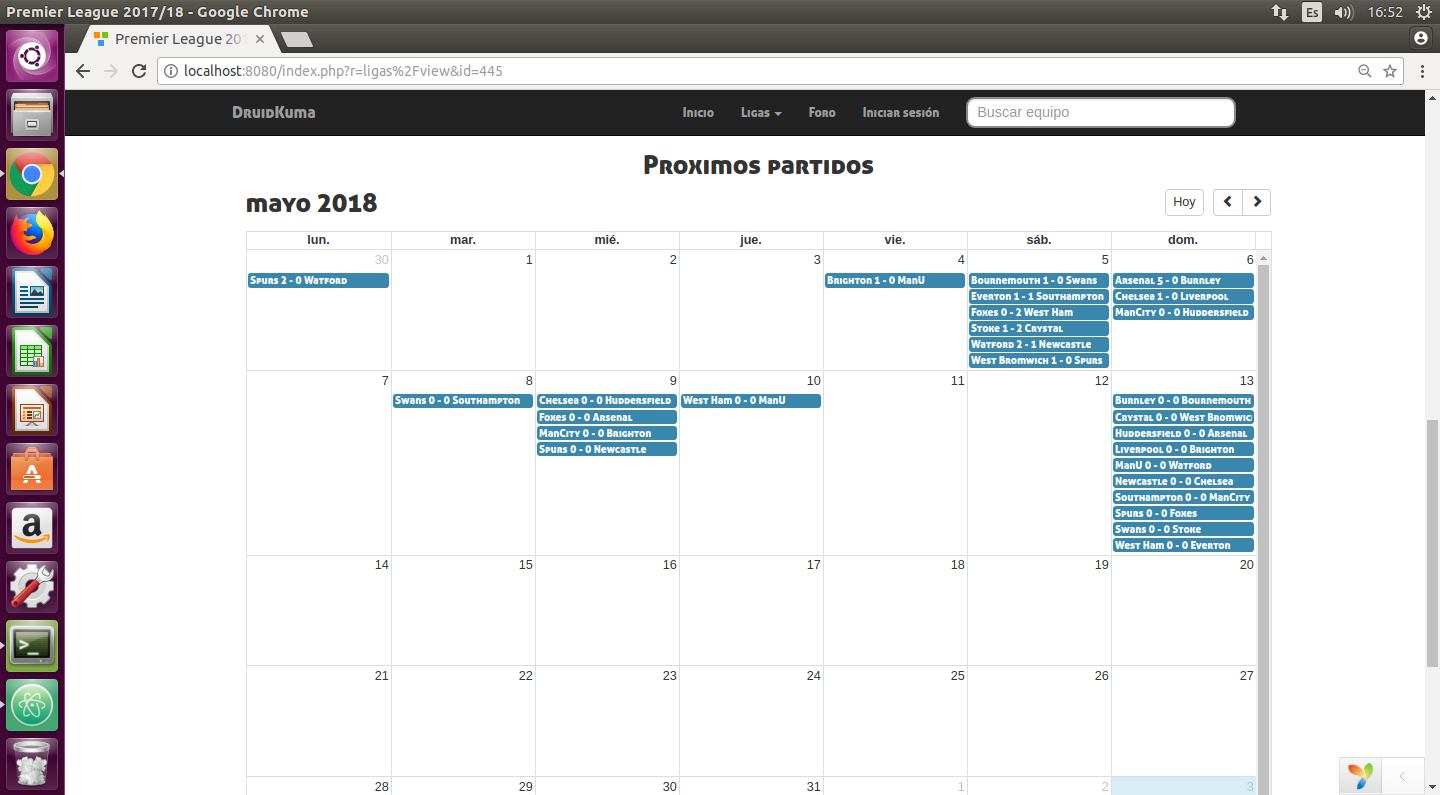 Premier League 2017/18 - Google Chrome
Es
16:52
Premier League 201
localhost:8080/index.php?r=ligas%2Fview&id=445
DruidKuma
Inicio
Ligas
Foro
Iniciar sesión
Buscar equipo
Proximos partidos
mayo 2018
Hoy
lun. mar. mié. jue. vie. sáb. dom.
30 1 2 3 4 5 6
Spurs 2 - 0 Watford
Brighton 1 - 0 ManU
Bournemouth 1 - 0 Swans
Everton 1 - 1 Southampton
Foxes 0 - 2 West Ham
Stoke 1 - 2 Crystal
Watford 2 - 1 Newcastle
West Bromwich 1 - 0 Spurs
Arsenal 5 - 0 Burnley
Chelsea 1 - 0 Liverpool
ManCity 0 - 0 Huddersfield
7 8 9 10 11 12 13
Swans 0 - 0 Southampton
Chelsea 0 - 0 Huddersfield
Foxes 0 - 0 Arsenal
ManCity 0 - 0 Brighton
Spurs 0 - 0 Newcastle
West Ham 0 - 0 ManU
Burnley 0 - 0 Bournemouth
Crystal 0 - 0 West Bromwic
Huddersfield 0 - 0 Arsenal
Liverpool 0 - 0 Brighton
ManU 0 - 0 Watford
Newcastle 0 - 0 Chelsea
Southampton 0 - 0 ManCity
Spurs 0 - 0 Foxes
Swans 0 - 0 Stoke
West Ham 0 - 0 Everton
14 15 16 17 18 19 20
21 22 23 24 25 26 27
28 29 30 31 1 2 3